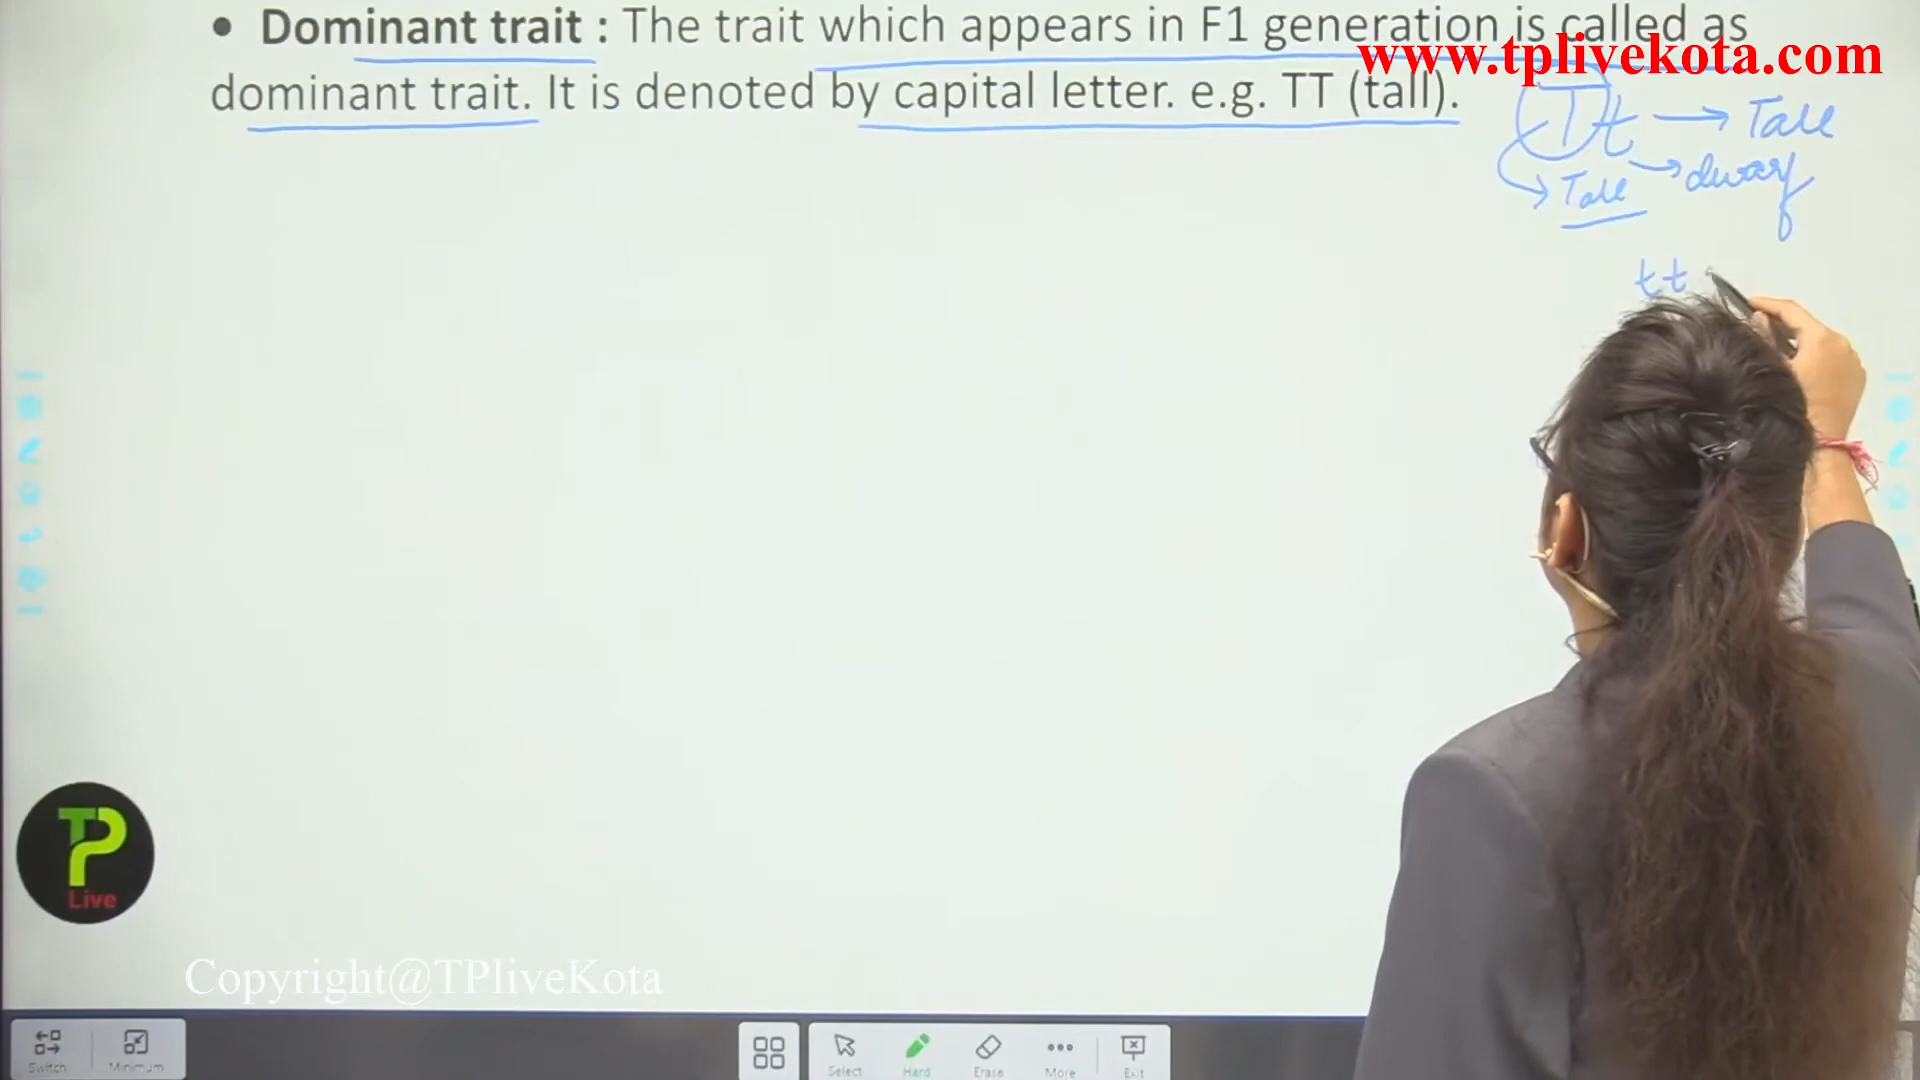 • Dominant trait : The trait which appears in F1 generation is called as
www.tplivekota.com
dominant trait. It is denoted by capital letter. e.g. TT (tall).
Tt → Tall
→ Tall → dwarf
tt
TP
Live
Copyright@TPliveKota
Switch Minimum Select Hard Erase More Exit